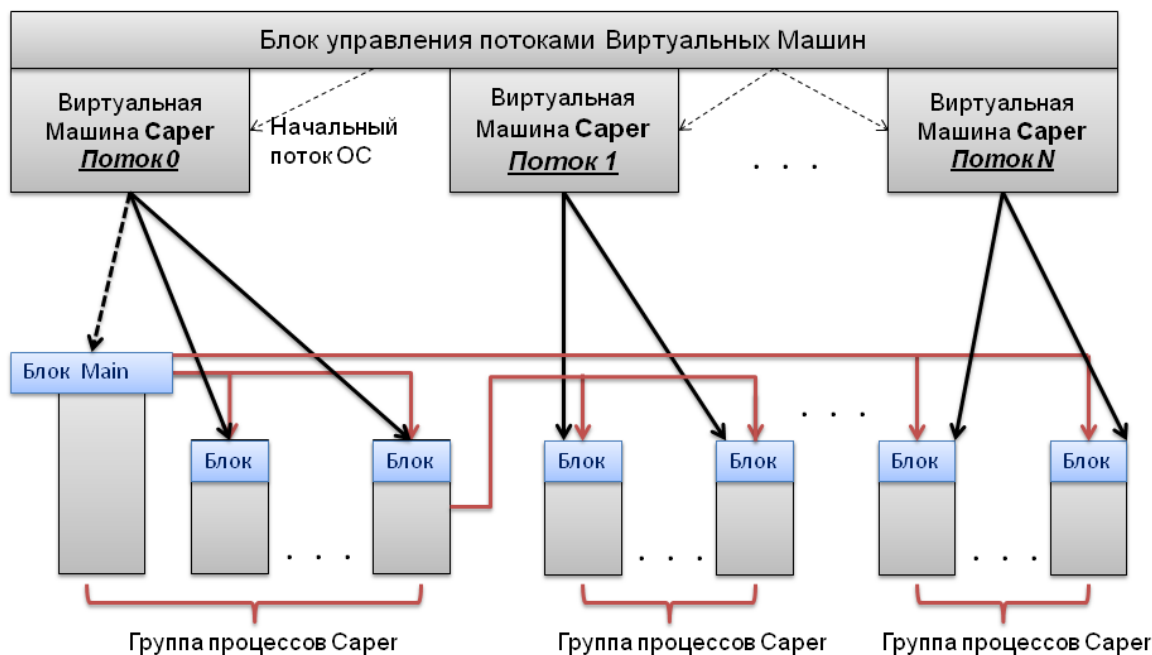 Блок управления потоками Виртуальных Машин
Виртуальная
Машина Caper
Поток 0
Начальный
поток ОС
Виртуальная
Машина Caper
Поток 1
. . .
Виртуальная
Машина Caper
Поток N
Блок Main
. . .
Блок
Блок
Блок
Блок
Блок
Блок
. . .
. . .
. . .
Группа процессов Caper
Группа процессов Caper
Группа процессов Caper